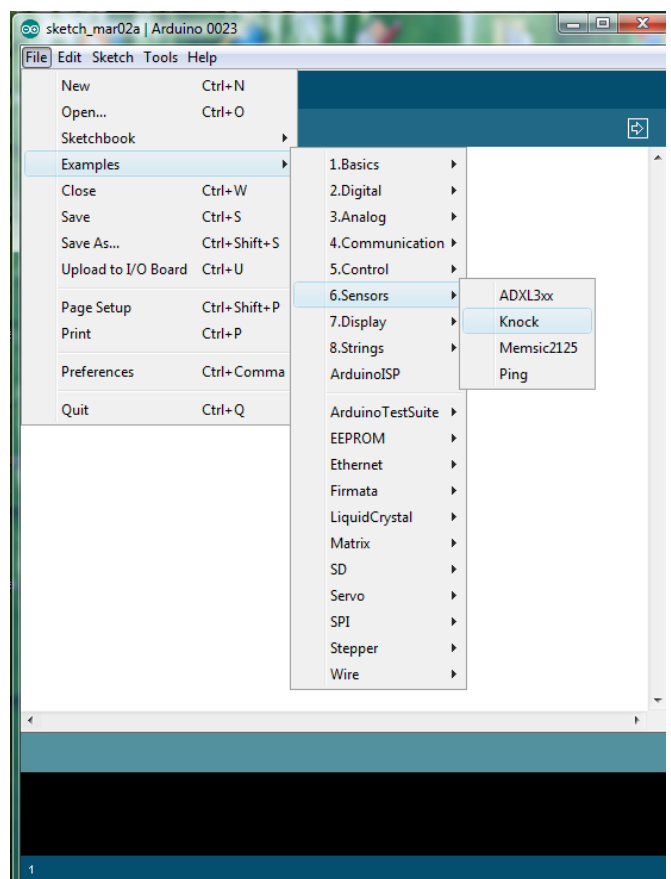 sketch_mar02a | Arduino 0023
File Edit Sketch Tools Help
New Ctrl+N
Open... Ctrl+O
Sketchbook
Examples
Close Ctrl+W
Save Ctrl+S
Save As... Ctrl+Shift+S
Upload to I/O Board Ctrl+U
Page Setup Ctrl+Shift+P
Print Ctrl+P
Preferences Ctrl+Comma
Quit Ctrl+Q
1.Basics
2.Digital
3.Analog
4.Communication
5.Control
6.Sensors
7.Display
8.Strings
ArduinoISP
ArduinoTestSuite
EEPROM
Ethernet
Firmata
LiquidCrystal
Matrix
SD
Servo
SPI
Stepper
Wire
ADXL3xx
Knock
Memsic2125
Ping
1